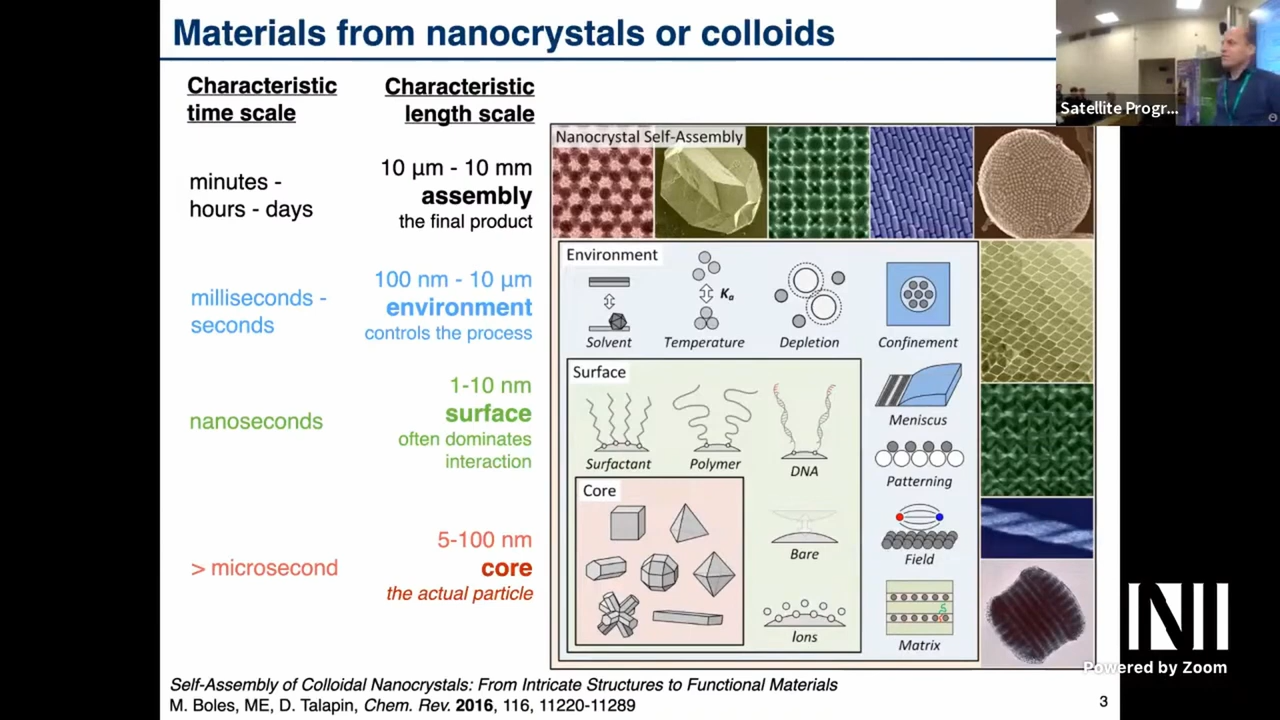 Materials from nanocrystals or colloids
Satellite Progr...
Characteristic
time scale
Characteristic
length scale
minutes -
hours - days
10 μm - 10 mm
assembly
the final product
milliseconds -
seconds
100 nm - 10 μm
environment
controls the process
nanoseconds
1-10 nm
surface
often dominates
interaction
> microsecond
5-100 nm
core
the actual particle
Nanocrystal Self-Assembly
Environment
Kₐ
Solvent
Temperature
Depletion
Confinement
Surface
Meniscus
Surfactant
Polymer
DNA
Patterning
Core
Bare
Field
Ions
Matrix
NI
Powered by Zoom
Self-Assembly of Colloidal Nanocrystals: From Intricate Structures to Functional Materials
M. Boles, ME, D. Talapin, Chem. Rev. 2016, 116, 11220-11289
3